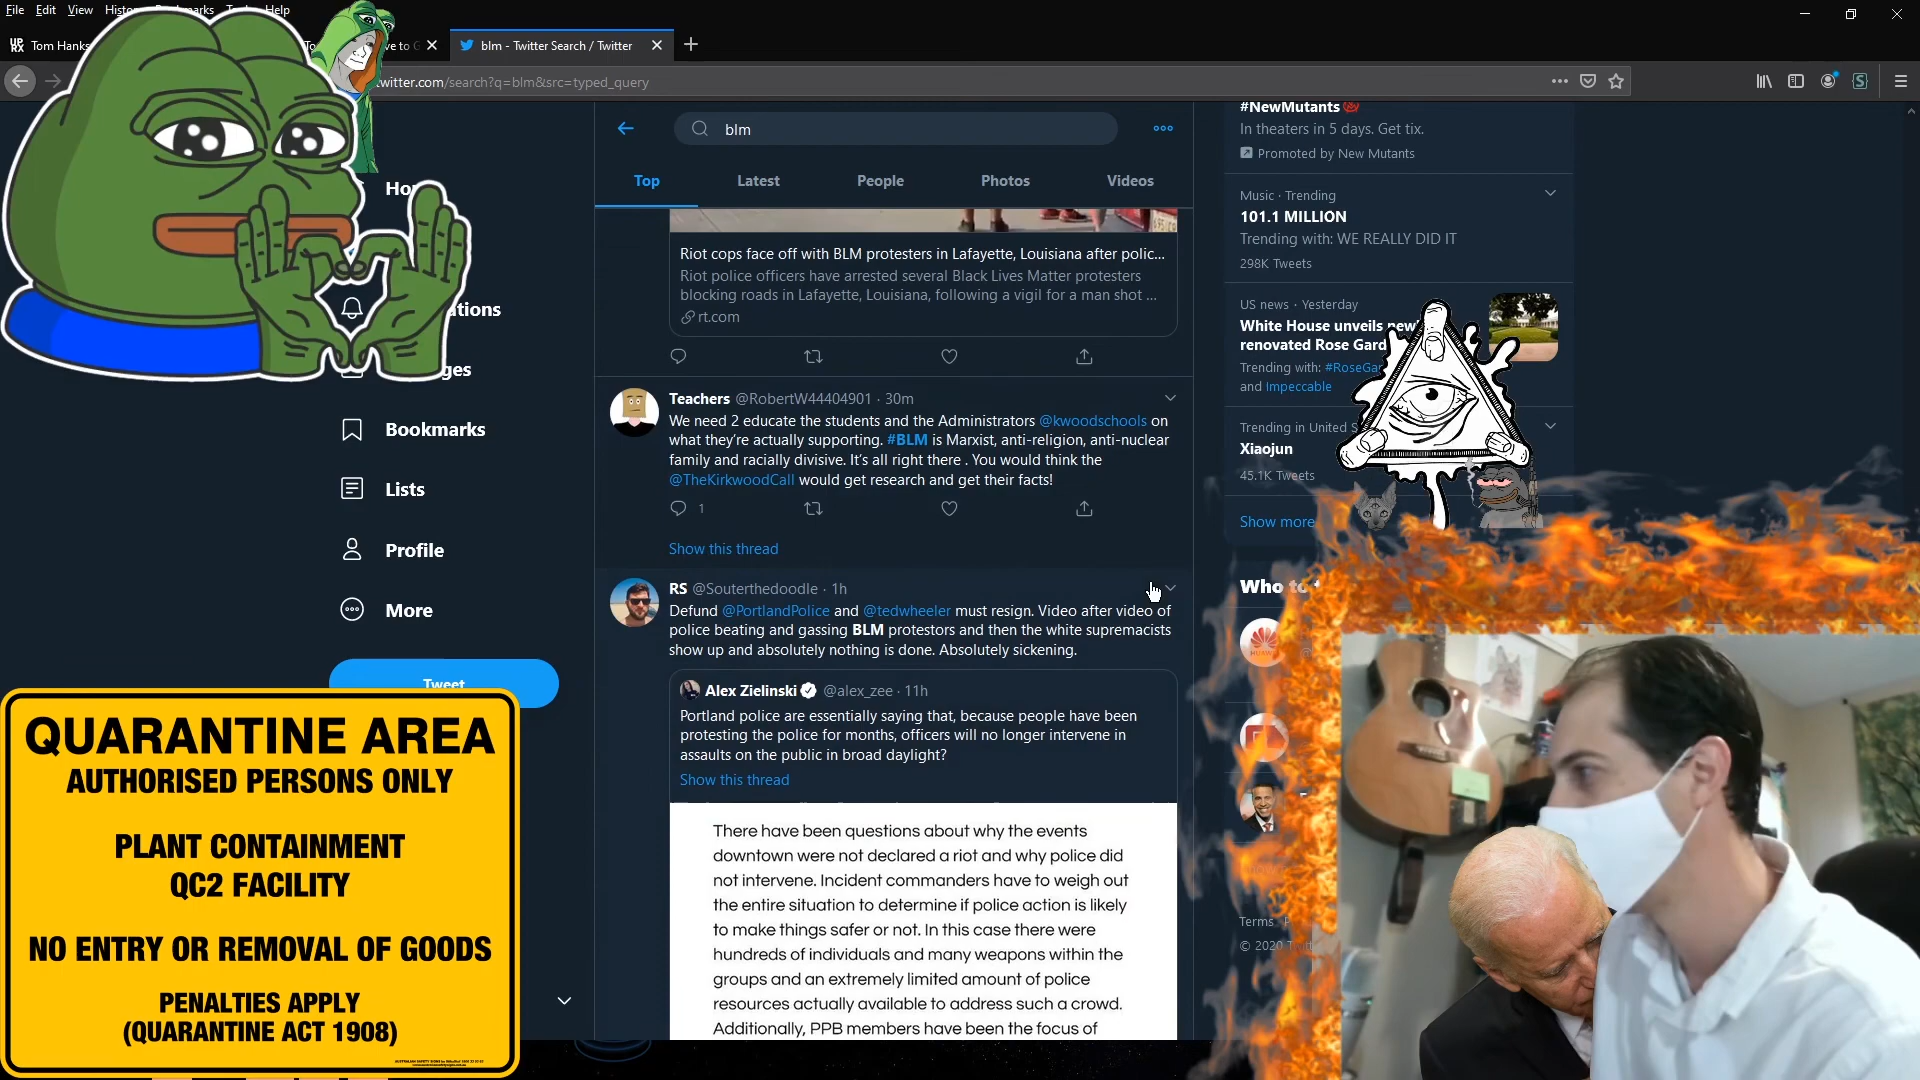 File Edit View History Bookmarks Tools Help
Tom Hanks
blm - Twitter Search / Twitter
twitter.com/search?q=blm&src=typed_query
blm
Top Latest People Photos Videos
Bookmarks
Lists
Profile
More
Tweet
Riot cops face off with BLM protesters in Lafayette, Louisiana after polic...
Riot police officers have arrested several Black Lives Matter protesters
blocking roads in Lafayette, Louisiana, following a vigil for a man shot ...
rt.com
Teachers @RobertW44404901 · 30m
We need 2 educate the students and the Administrators @kwoodschools on
what they're actually supporting. #BLM is Marxist, anti-religion, anti-nuclear
family and racially divisive. It's all right there . You would think the
@TheKirkwoodCall would get research and get their facts!
1
Show this thread
RS @Souterthedoodle · 1h
Defund @PortlandPolice and @tedwheeler must resign. Video after video of
police beating and gassing BLM protestors and then the white supremacists
show up and absolutely nothing is done. Absolutely sickening.
Alex Zielinski @alex_zee · 11h
Portland police are essentially saying that, because people have been
protesting the police for months, officers will no longer intervene in
assaults on the public in broad daylight?
Show this thread
There have been questions about why the events
downtown were not declared a riot and why police did
not intervene. Incident commanders have to weigh out
the entire situation to determine if police action is likely
to make things safer or not. In this case there were
hundreds of individuals and many weapons within the
groups and an extremely limited amount of police
resources actually available to address such a crowd.
Additionally, PPB members have been the focus of
#NewMutants
In theaters in 5 days. Get tix.
Promoted by New Mutants
Music · Trending
101.1 MILLION
Trending with: WE REALLY DID IT
298K Tweets
US news · Yesterday
White House unveils new
renovated Rose Gard
Trending with: #RoseGa
and Impeccable
Trending in United S
Xiaojun
45.1K Tweets
Show more
Who to
Terms
© 2020
QUARANTINE AREA
AUTHORISED PERSONS ONLY
PLANT CONTAINMENT
QC2 FACILITY
NO ENTRY OR REMOVAL OF GOODS
PENALTIES APPLY
(QUARANTINE ACT 1908)